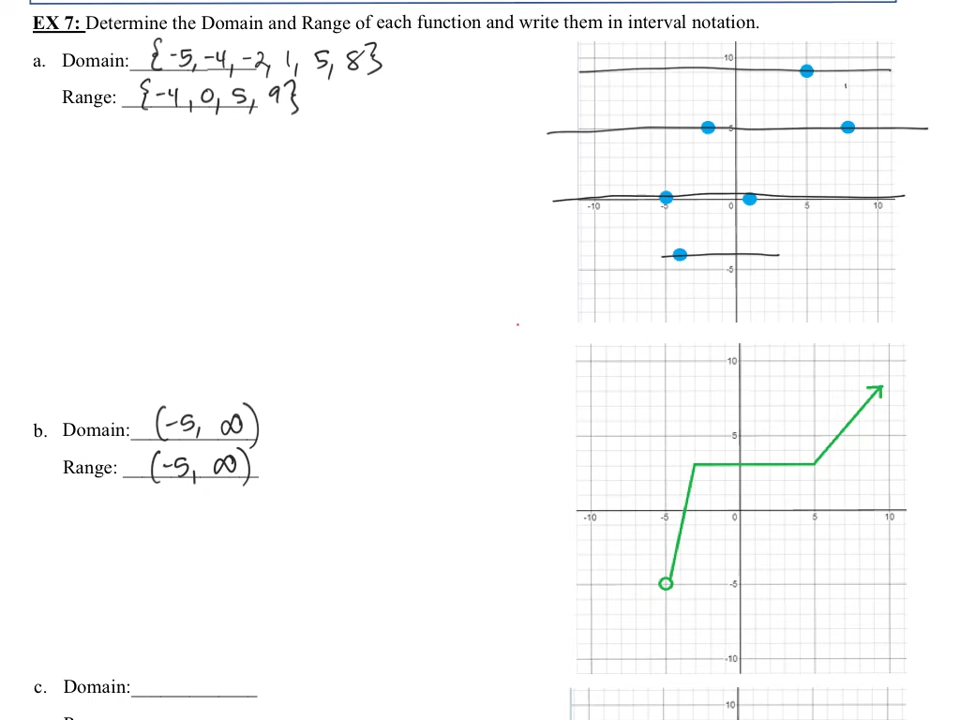 EX 7: Determine the Domain and Range of each function and write them in interval notation.
a. Domain: {-5, -4, -2, 1, 5, 8}
Range: {-4, 0, 5, 9}
10
5
-10 -5 0 5 10
-5
b. Domain: (-5, ∞)
Range: (-5, ∞)
10
5
-10 -5 0 5 10
-5
-10
c. Domain:
10